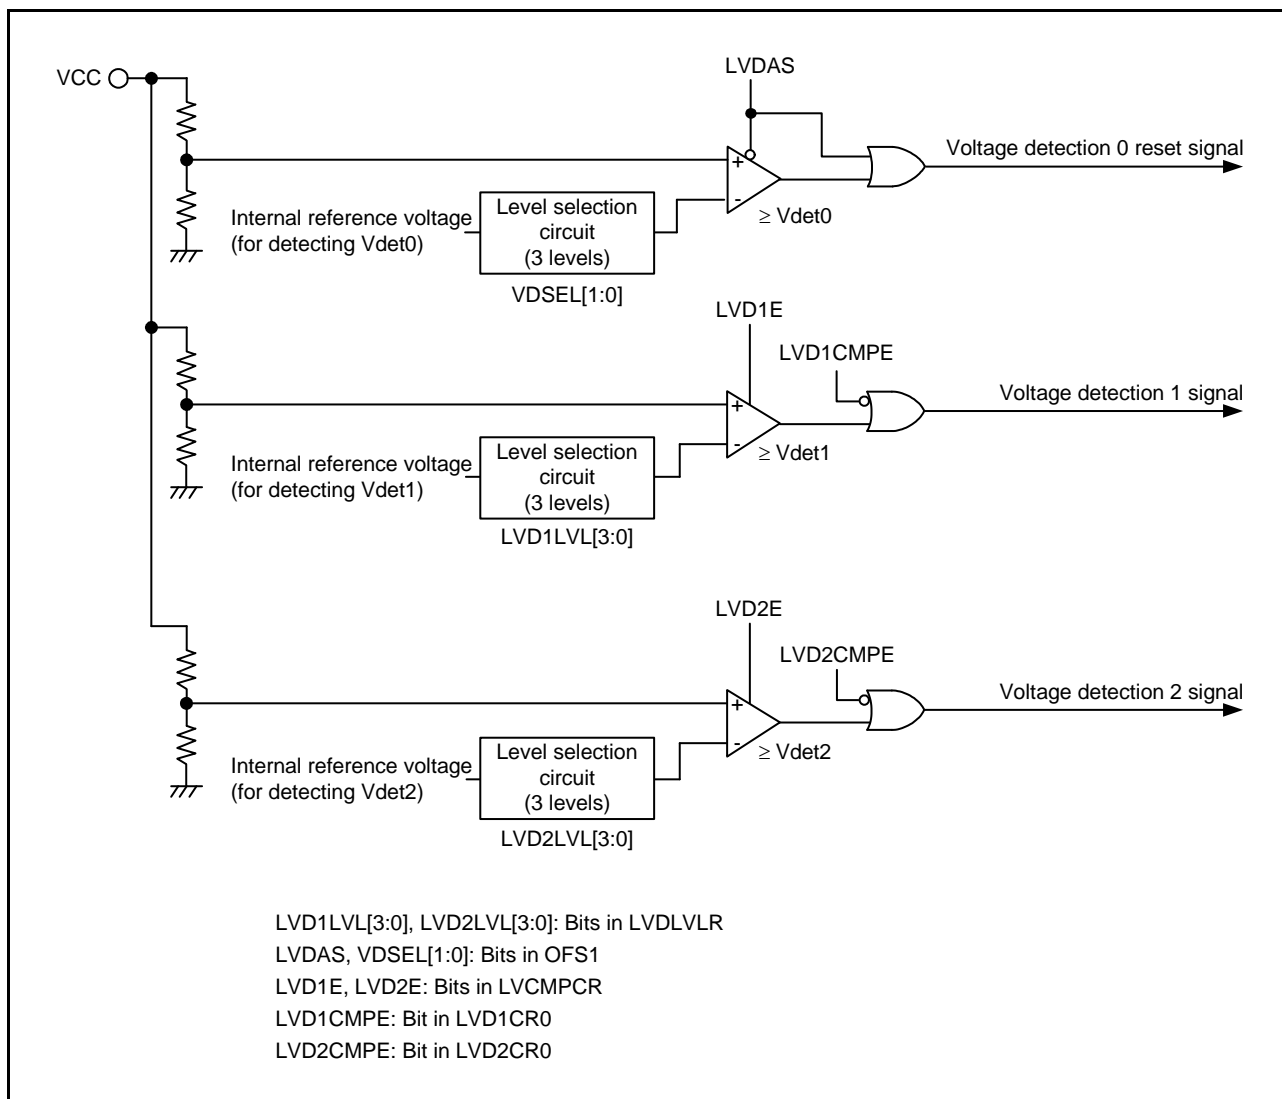 VCC
LVDAS
+
-
Voltage detection 0 reset signal
Internal reference voltage
(for detecting Vdet0)
Level selection
circuit
(3 levels)
≥ Vdet0
VDSEL[1:0]
LVD1E
LVD1CMPE
+
-
Voltage detection 1 signal
Internal reference voltage
(for detecting Vdet1)
Level selection
circuit
(3 levels)
≥ Vdet1
LVD1LVL[3:0]
LVD2E
LVD2CMPE
+
-
Voltage detection 2 signal
Internal reference voltage
(for detecting Vdet2)
Level selection
circuit
(3 levels)
≥ Vdet2
LVD2LVL[3:0]
LVD1LVL[3:0], LVD2LVL[3:0]: Bits in LVDLVLR
LVDAS, VDSEL[1:0]: Bits in OFS1
LVD1E, LVD2E: Bits in LVCMPCR
LVD1CMPE: Bit in LVD1CR0
LVD2CMPE: Bit in LVD2CR0